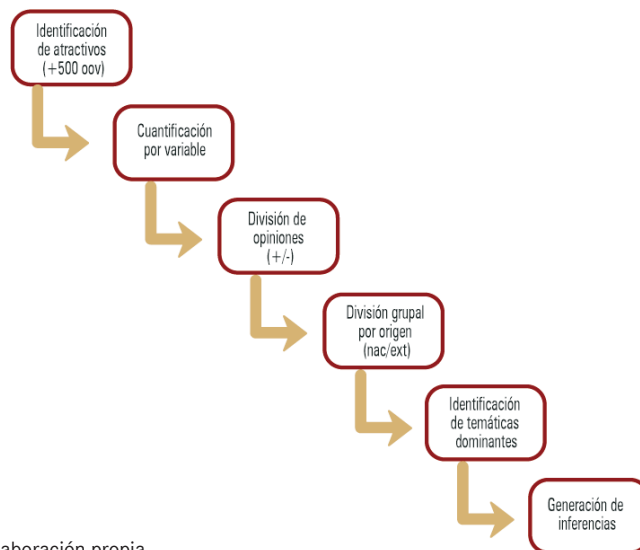 Identificación
de atractivos
(+500 oov)
Cuantificación
por variable
División de
opiniones
(+/-)
División grupal
por origen
(nac/ext)
Identificación
de temáticas
dominantes
Generación de
inferencias
propia